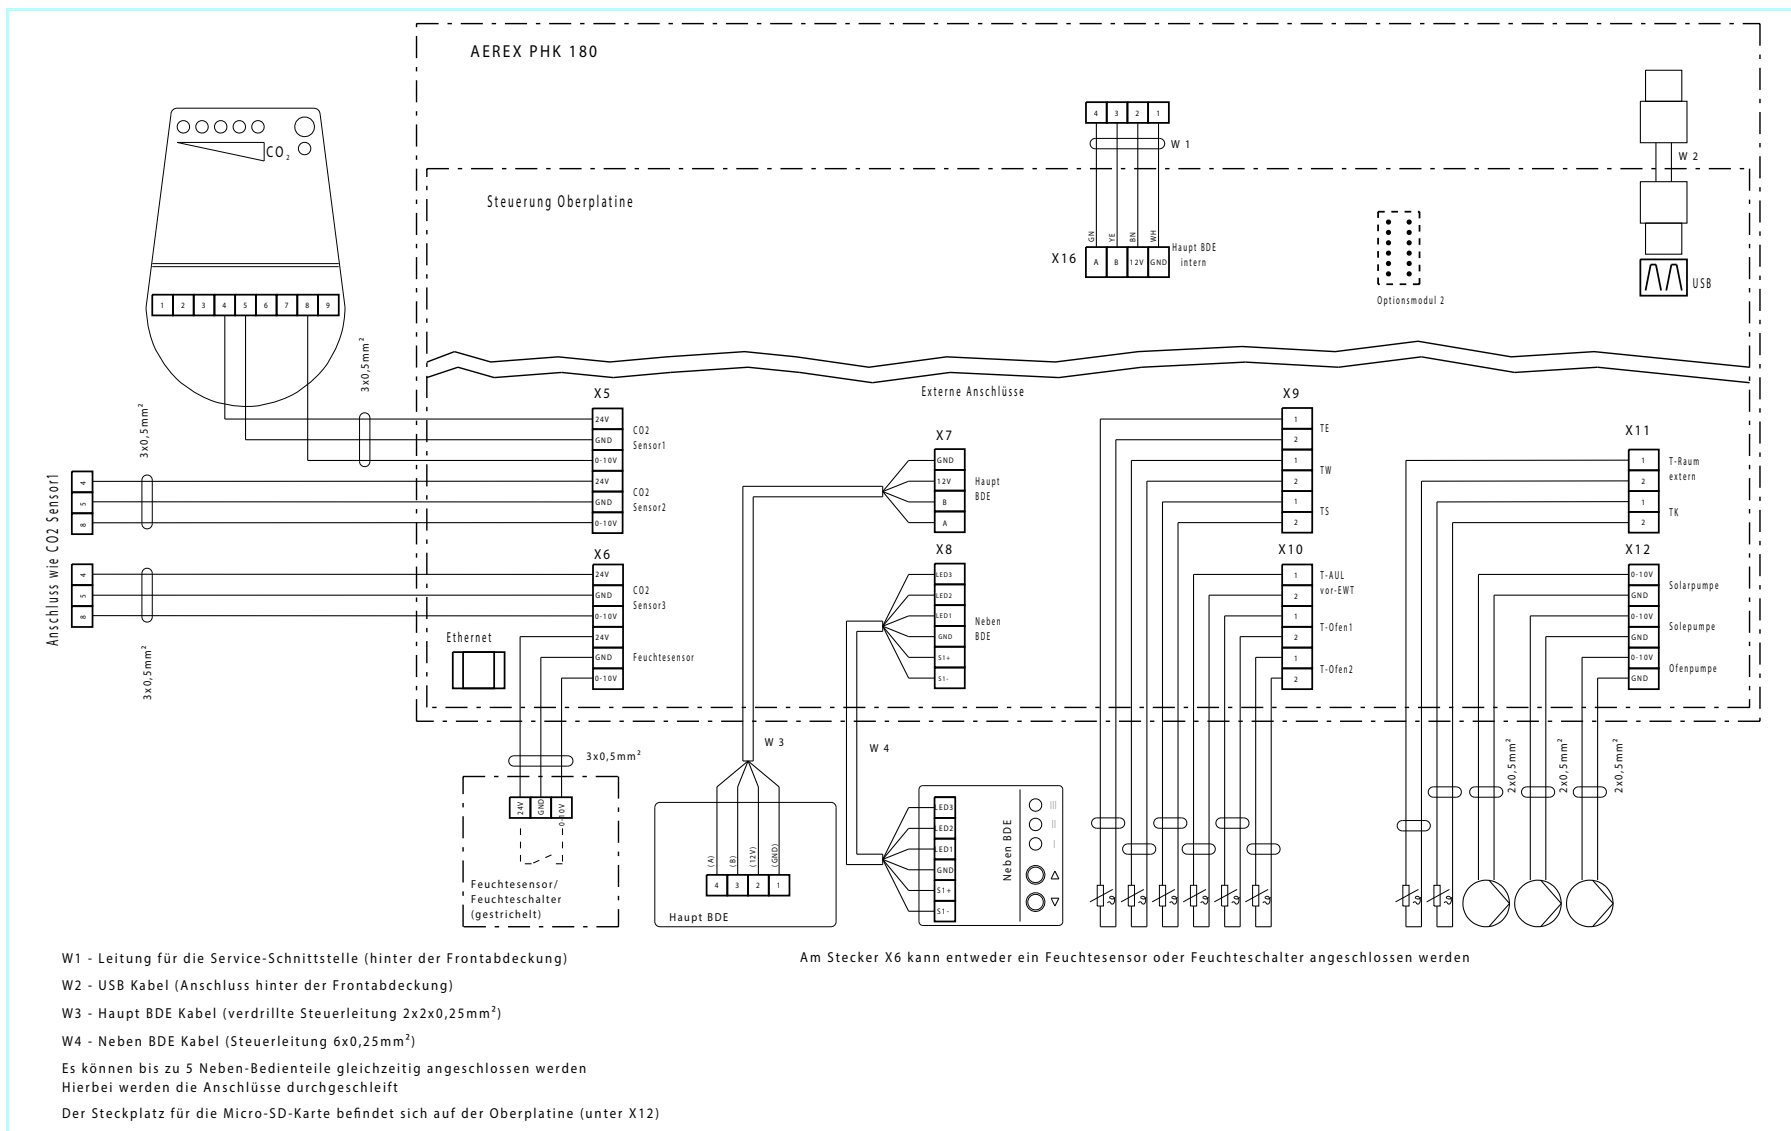 AEREX PHK 180
4 3 2 1
W 1
W 2
Steuerung Oberplatine
GN YE BN WH
X16
A B 12V GND
Haupt BDE
intern
Optionsmodul 2
USB
CO2
1 2 3 4 5 6 7 8 9
3x0,5mm²
3x0,5mm²
Anschluss wie CO2 Sensor1
4
5
8
4
5
8
3x0,5mm²
Externe Anschlüsse
X5
24V
GND
0-10V
CO2
Sensor1
24V
GND
0-10V
CO2
Sensor2
X6
24V
GND
0-10V
CO2
Sensor3
24V
GND
0-10V
Feuchtesensor
Ethernet
X7
GND
12V
B
A
Haupt
BDE
X8
LED3
LED2
LED1
GND
S1+
S1-
Neben
BDE
X9
1
2
TE
1
2
TW
1
2
TS
X10
1
2
T-AUL
vor-EWT
1
2
T-Ofen1
1
2
T-Ofen2
X11
1
2
T-Raum
extern
1
2
TK
X12
0-10V
GND
Solarpumpe
0-10V
GND
Solepumpe
0-10V
GND
Ofenpumpe
3x0,5mm²
24V GND 0-10V
Feuchtesensor/
Feuchteschalter
(gestrichelt)
W 3
(A) (B) (12V) (GND)
4 3 2 1
Haupt BDE
W 4
LED3
LED2
LED1
GND
S1+
S1-
Neben BDE
III
II
I
2x0,5mm²
2x0,5mm²
2x0,5mm²
ϑ ϑ ϑ ϑ ϑ ϑ ϑ ϑ
W1 - Leitung für die Service-Schnittstelle (hinter der Frontabdeckung)
W2 - USB Kabel (Anschluss hinter der Frontabdeckung)
W3 - Haupt BDE Kabel (verdrillte Steuerleitung 2x2x0,25mm²)
W4 - Neben BDE Kabel (Steuerleitung 6x0,25mm²)
Es können bis zu 5 Neben-Bedienteile gleichzeitig angeschlossen werden
Hierbei werden die Anschlüsse durchgeschleift
Der Steckplatz für die Micro-SD-Karte befindet sich auf der Oberplatine (unter X12)
Am Stecker X6 kann entweder ein Feuchtesensor oder Feuchteschalter angeschlossen werden